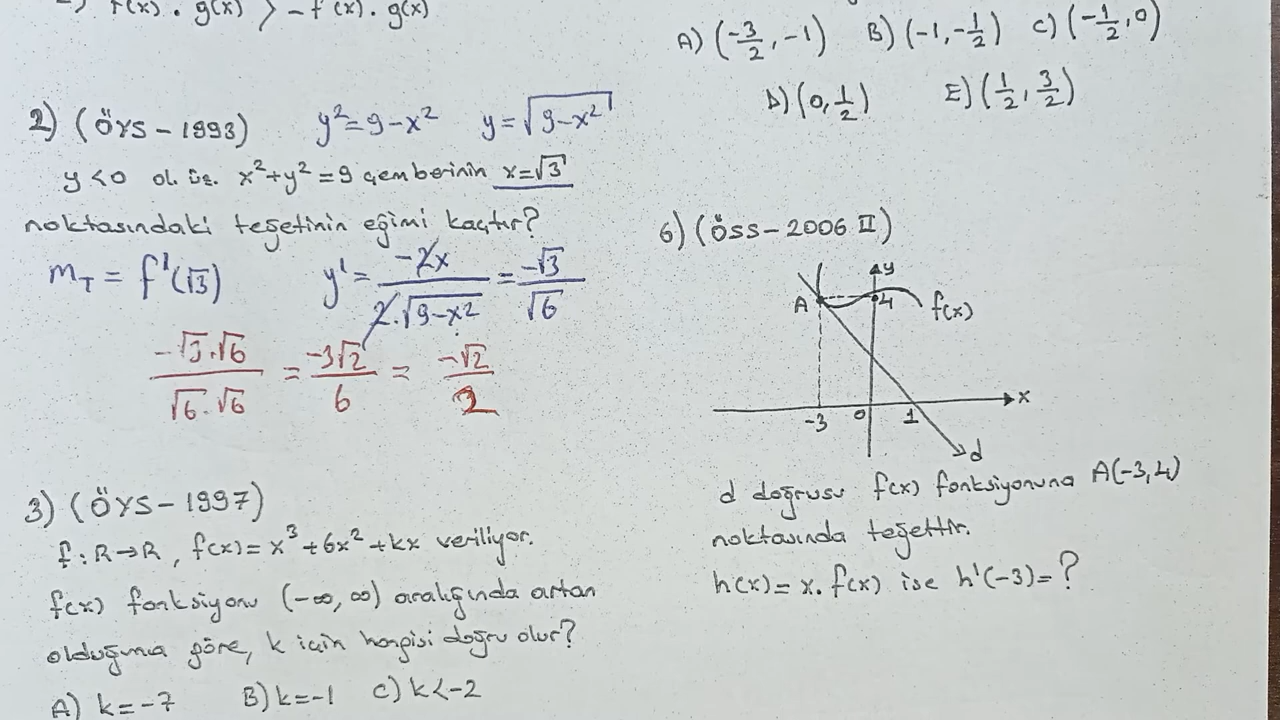 f(x) . g(x) > -f'(x) . g(x)
2) (ÖYS-1993) y²=9-x² y=√(9-x²)
y<0 ol. üz. x²+y²=9 çemberinin x=√3
noktasındaki teğetinin eğimi kaçtır?
m_T = f'(√3) y' = -2x / 2.√(9-x²) = -√3 / √6
-√3.√6 / √6.√6 = -3√2 / 6 = -√2 / 2
3) (ÖYS-1997)
f:R→R, f(x)=x³+6x²+kx veriliyor.
f(x) fonksiyonu (-∞,∞) aralığında artan
olduğuna göre, k için hangisi doğru olur?
A) k=-7 B) k=-1 C) k<-2
A) (-3/2, -1) B) (-1, -1/2) C) (-1/2, 0)
D) (0, 1/2) E) (1/2, 3/2)
6) (ÖSS-2006 II)
y
A 4 f(x)
-3 0 1 x
d
d doğrusu f(x) fonksiyonuna A(-3,4)
noktasında teğettir.
h(x)=x.f(x) ise h'(-3)=?